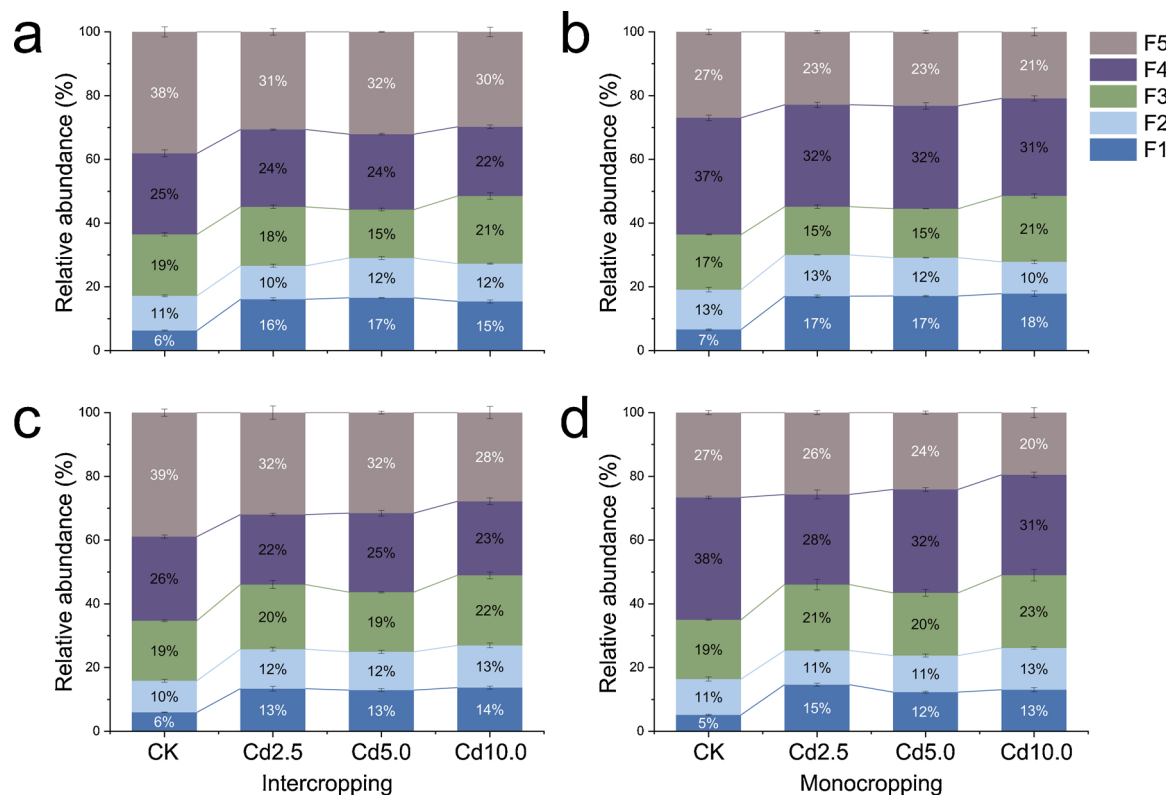 a
Relative abundance (%)
100
80
60
40
20
0
38% 31% 32% 30%
25% 24% 24% 22%
19% 18% 15% 21%
11% 10% 12% 12%
6% 16% 17% 15%
b
Relative abundance (%)
100
80
60
40
20
0
27% 23% 23% 21%
37% 32% 32% 31%
17% 15% 15% 21%
13% 13% 12% 10%
7% 17% 17% 18%
F5
F4
F3
F2
F1
c
Relative abundance (%)
100
80
60
40
20
0
39% 32% 32% 28%
26% 22% 25% 23%
19% 20% 19% 22%
10% 12% 12% 13%
6% 13% 13% 14%
CK Cd2.5 Cd5.0 Cd10.0
Intercropping
d
Relative abundance (%)
100
80
60
40
20
0
27% 26% 24% 20%
38% 28% 32% 31%
19% 21% 20% 23%
11% 11% 11% 13%
5% 15% 12% 13%
CK Cd2.5 Cd5.0 Cd10.0
Monocropping